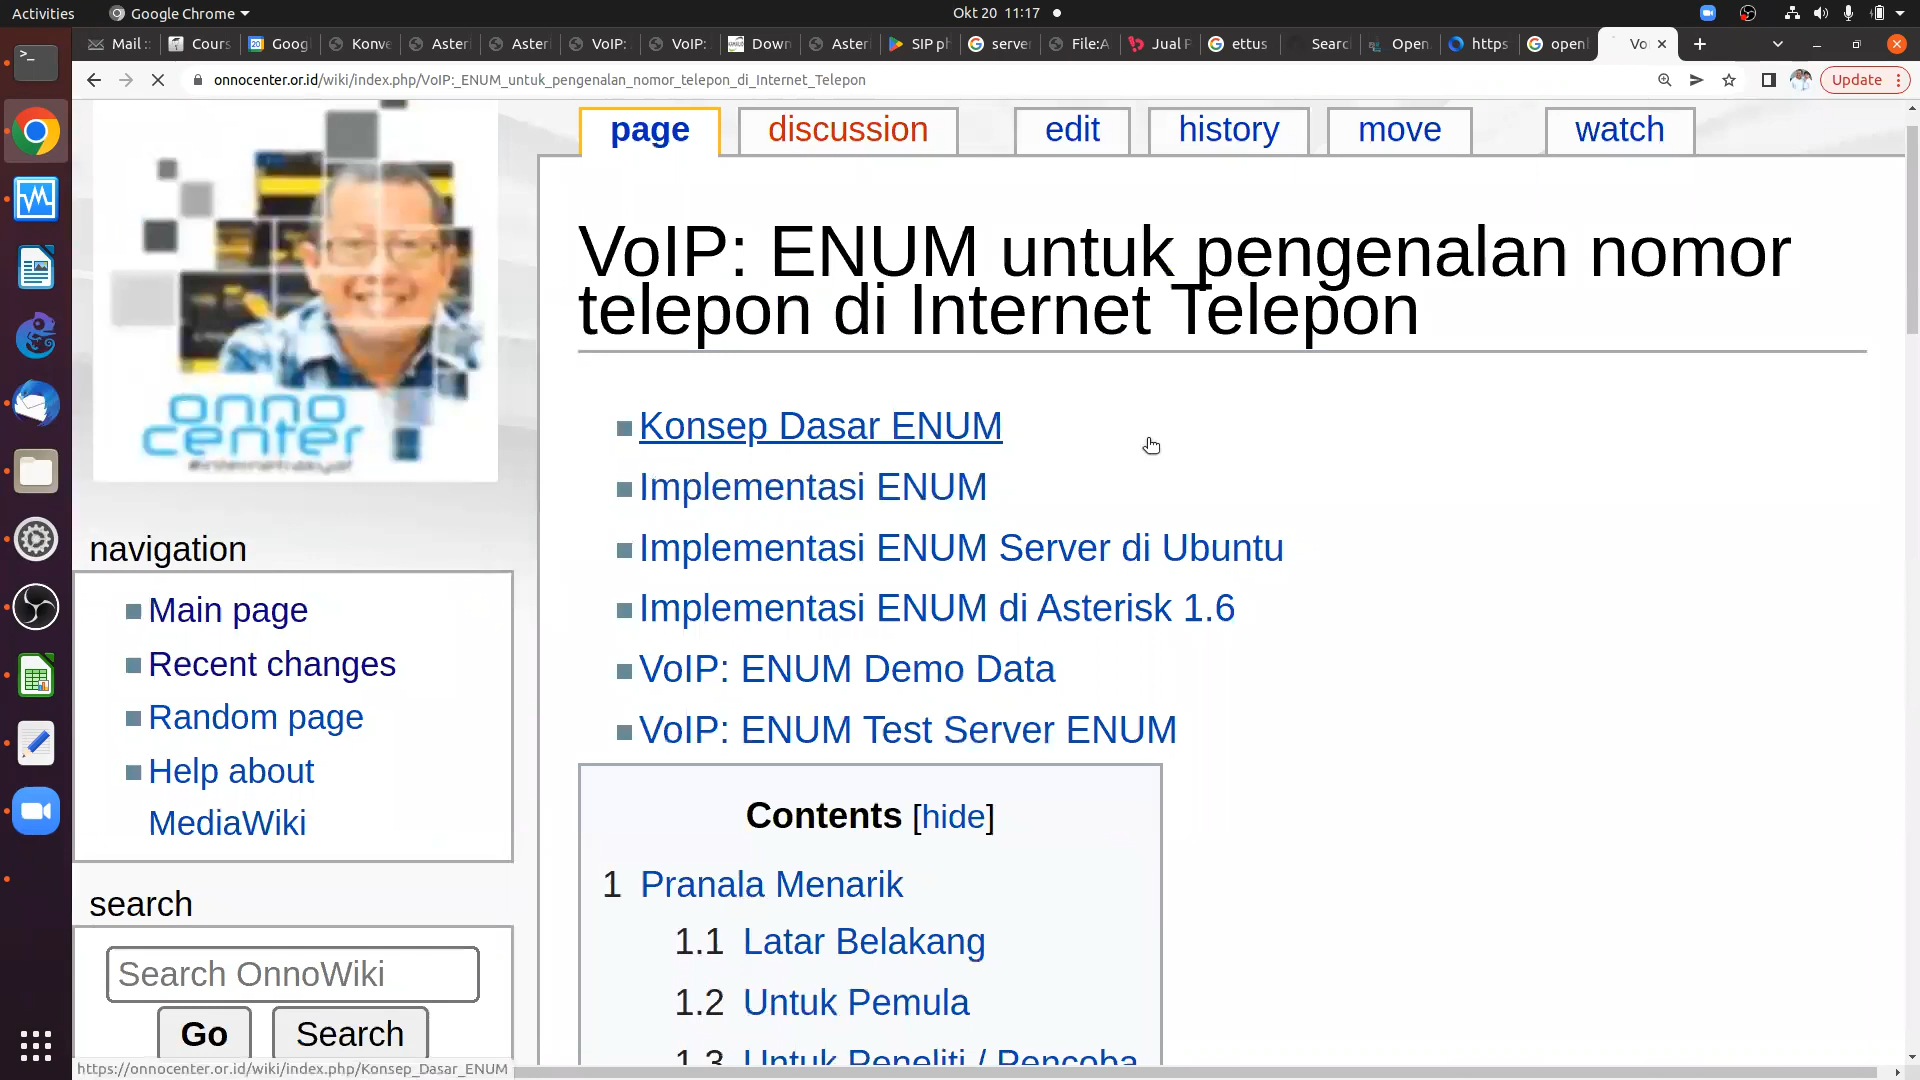 Activities
Google Chrome
Okt 20 11:17
Mail :
Cours
Goog
Konve
Aster
Aster
VoIP:
VoIP:
Down
Aster
SIP ph
server
File:A
Jual P
ettus
Searc
Open.
https
openl
Vo
onnocenter.or.id/wiki/index.php/VoIP:_ENUM_untuk_pengenalan_nomor_telepon_di_Internet_Telepon
Update
page
discussion
edit
history
move
watch
onno
center
VoIP: ENUM untuk pengenalan nomor
telepon di Internet Telepon
Konsep Dasar ENUM
Implementasi ENUM
Implementasi ENUM Server di Ubuntu
Implementasi ENUM di Asterisk 1.6
VoIP: ENUM Demo Data
VoIP: ENUM Test Server ENUM
Contents [hide]
1 Pranala Menarik
1.1 Latar Belakang
1.2 Untuk Pemula
1.3 Untuk Peneliti / Pencoba
navigation
Main page
Recent changes
Random page
Help about
MediaWiki
search
Search OnnoWiki
Go
Search
https://onnocenter.or.id/wiki/index.php/Konsep_Dasar_ENUM